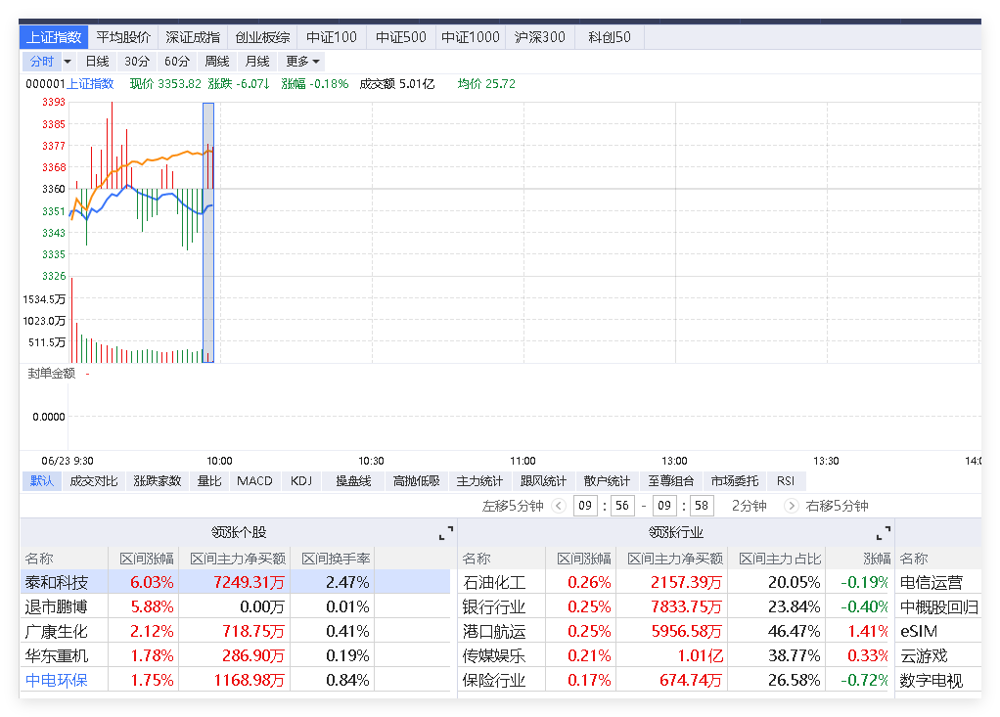 上证指数 平均股价 深证成指 创业板综 中证100 中证500 中证1000 沪深300 科创50
分时 日线 30分 60分 周线 月线 更多
000001上证指数 现价 3353.82 涨跌 -6.07↓ 涨幅 -0.18% 成交额 5.01亿 均价 25.72
3393
3385
3377
3368
3360
3351
3343
3335
3326
1534.5万
1023.0万
511.5万
封单金额 -
0.0000
06/23 9:30 10:00 10:30 11:00 13:00 13:30 14:0
默认 成交对比 涨跌家数 量比 MACD KDJ 操盘线 高抛低吸 主力统计 跟风统计 散户统计 至尊组合 市场委托 RSI
左移5分钟 09 : 56 - 09 : 58 2分钟 右移5分钟
领涨个股 领涨行业
名称 区间涨幅 区间主力净买额 区间换手率 名称 区间涨幅 区间主力净买额 区间主力占比 涨幅 名称
泰和科技 6.03% 7249.31万 2.47% 石油化工 0.26% 2157.39万 20.05% -0.19% 电信运营
退市鹏博 5.88% 0.00万 0.01% 银行行业 0.25% 7833.75万 23.84% -0.40% 中概股回归
广康生化 2.12% 718.75万 0.41% 港口航运 0.25% 5956.58万 46.47% 1.41% eSIM
华东重机 1.78% 286.90万 0.19% 传媒娱乐 0.21% 1.01亿 38.77% 0.33% 云游戏
中电环保 1.75% 1168.98万 0.84% 保险行业 0.17% 674.74万 26.58% -0.72% 数字电视